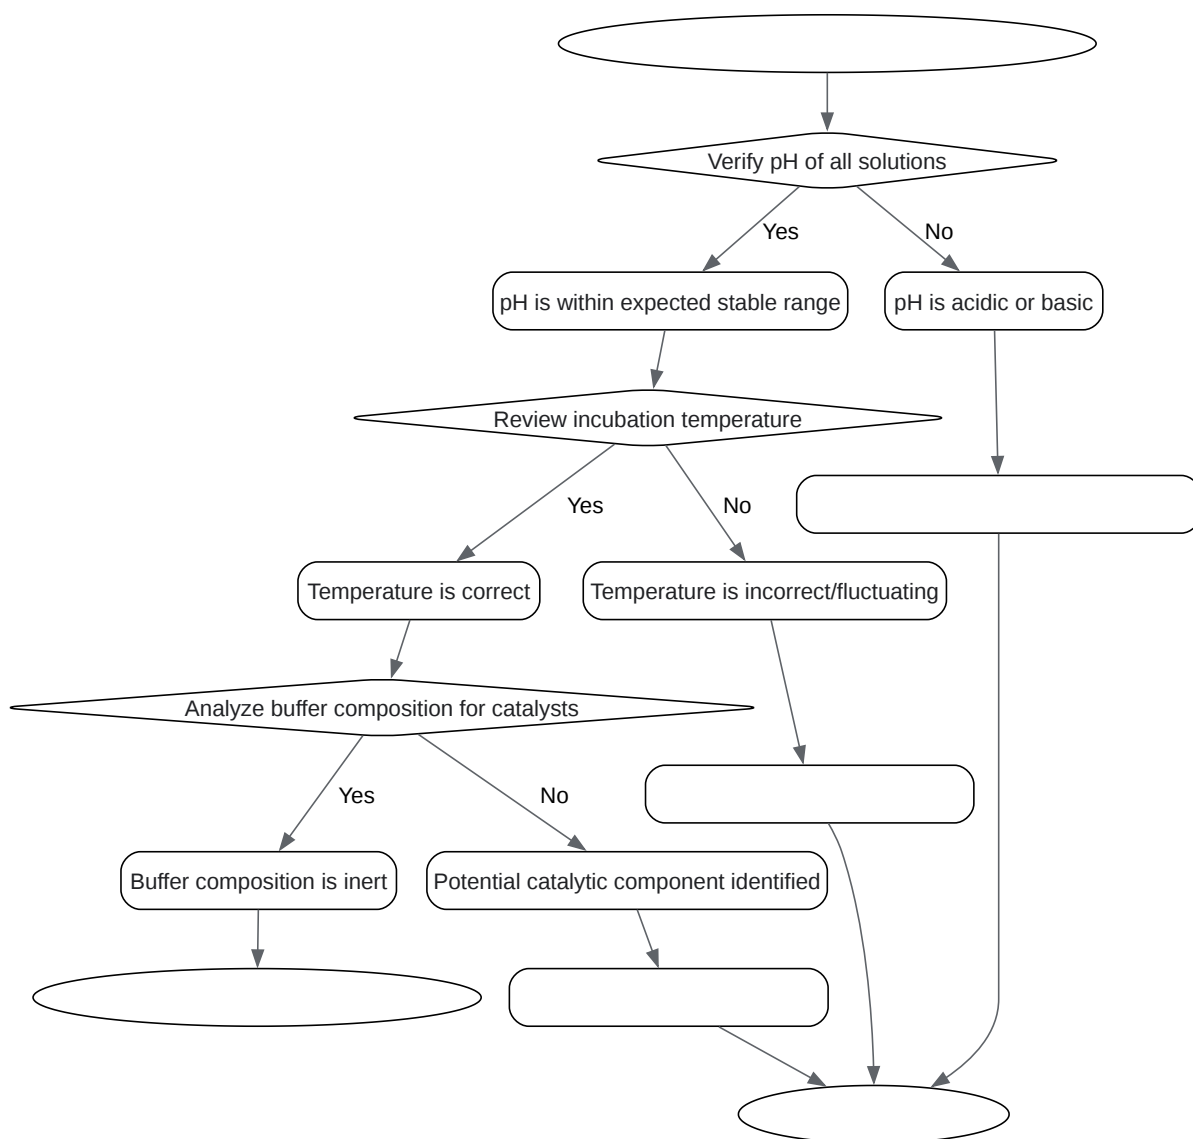 Verify pH of all solutions
Yes
No
pH is within expected stable range
pH is acidic or basic
Review incubation temperature
Yes
No
Temperature is correct
Temperature is incorrect/fluctuating
Analyze buffer composition for catalysts
Yes
No
Buffer composition is inert
Potential catalytic component identified